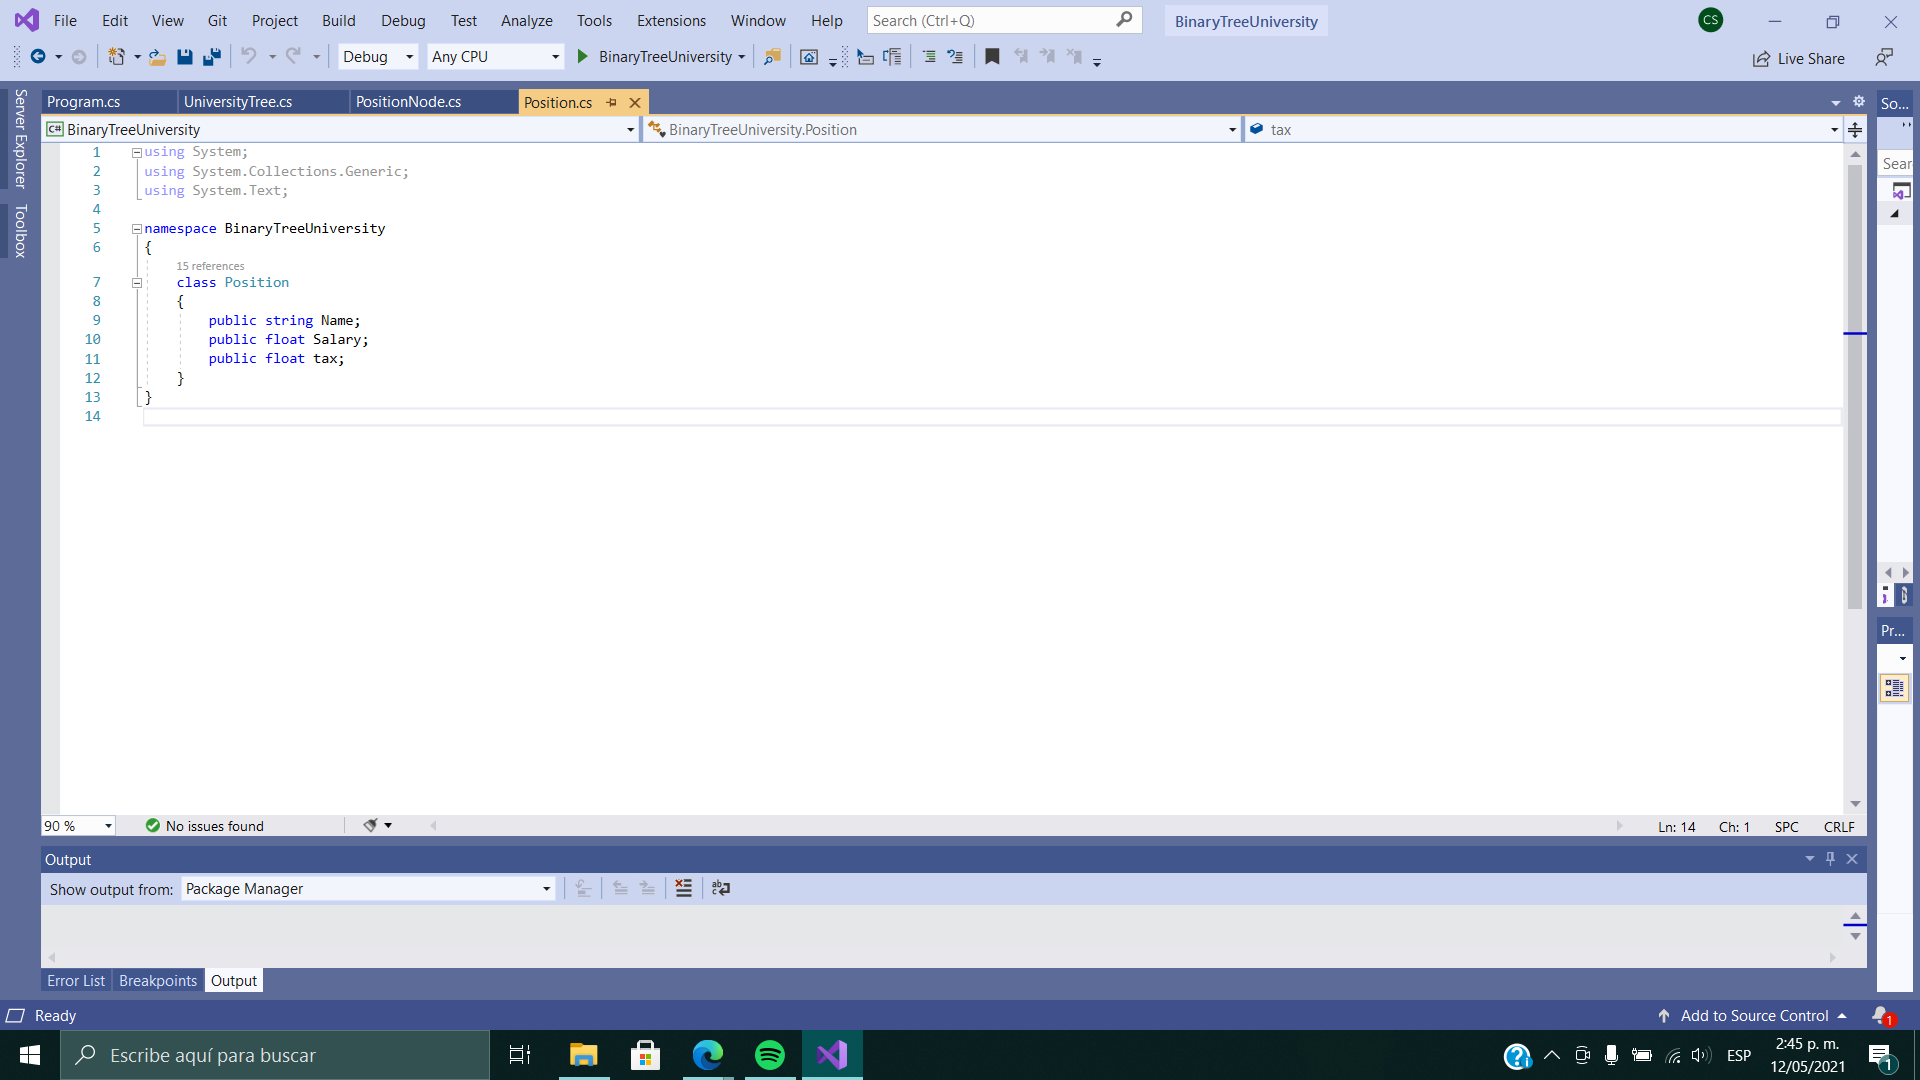 File Edit View Git Project Build Debug Test Analyze Tools Extensions Window Help Search (Ctrl+Q) BinaryTreeUniversity CS
Debug Any CPU BinaryTreeUniversity Live Share
Server Explorer
Toolbox
Program.cs UniversityTree.cs PositionNode.cs Position.cs So...
C# BinaryTreeUniversity BinaryTreeUniversity.Position tax
1 using System;
2 using System.Collections.Generic;
3 using System.Text;
4
5 namespace BinaryTreeUniversity
6 {
15 references
7 class Position
8 {
9 public string Name;
10 public float Salary;
11 public float tax;
12 }
13 }
14
Sear
Pr...
90 % No issues found Ln: 14 Ch: 1 SPC CRLF
Output
Show output from: Package Manager
Error List Breakpoints Output
Ready Add to Source Control 1
Escribe aquí para buscar ESP 2:45 p. m.
12/05/2021 1